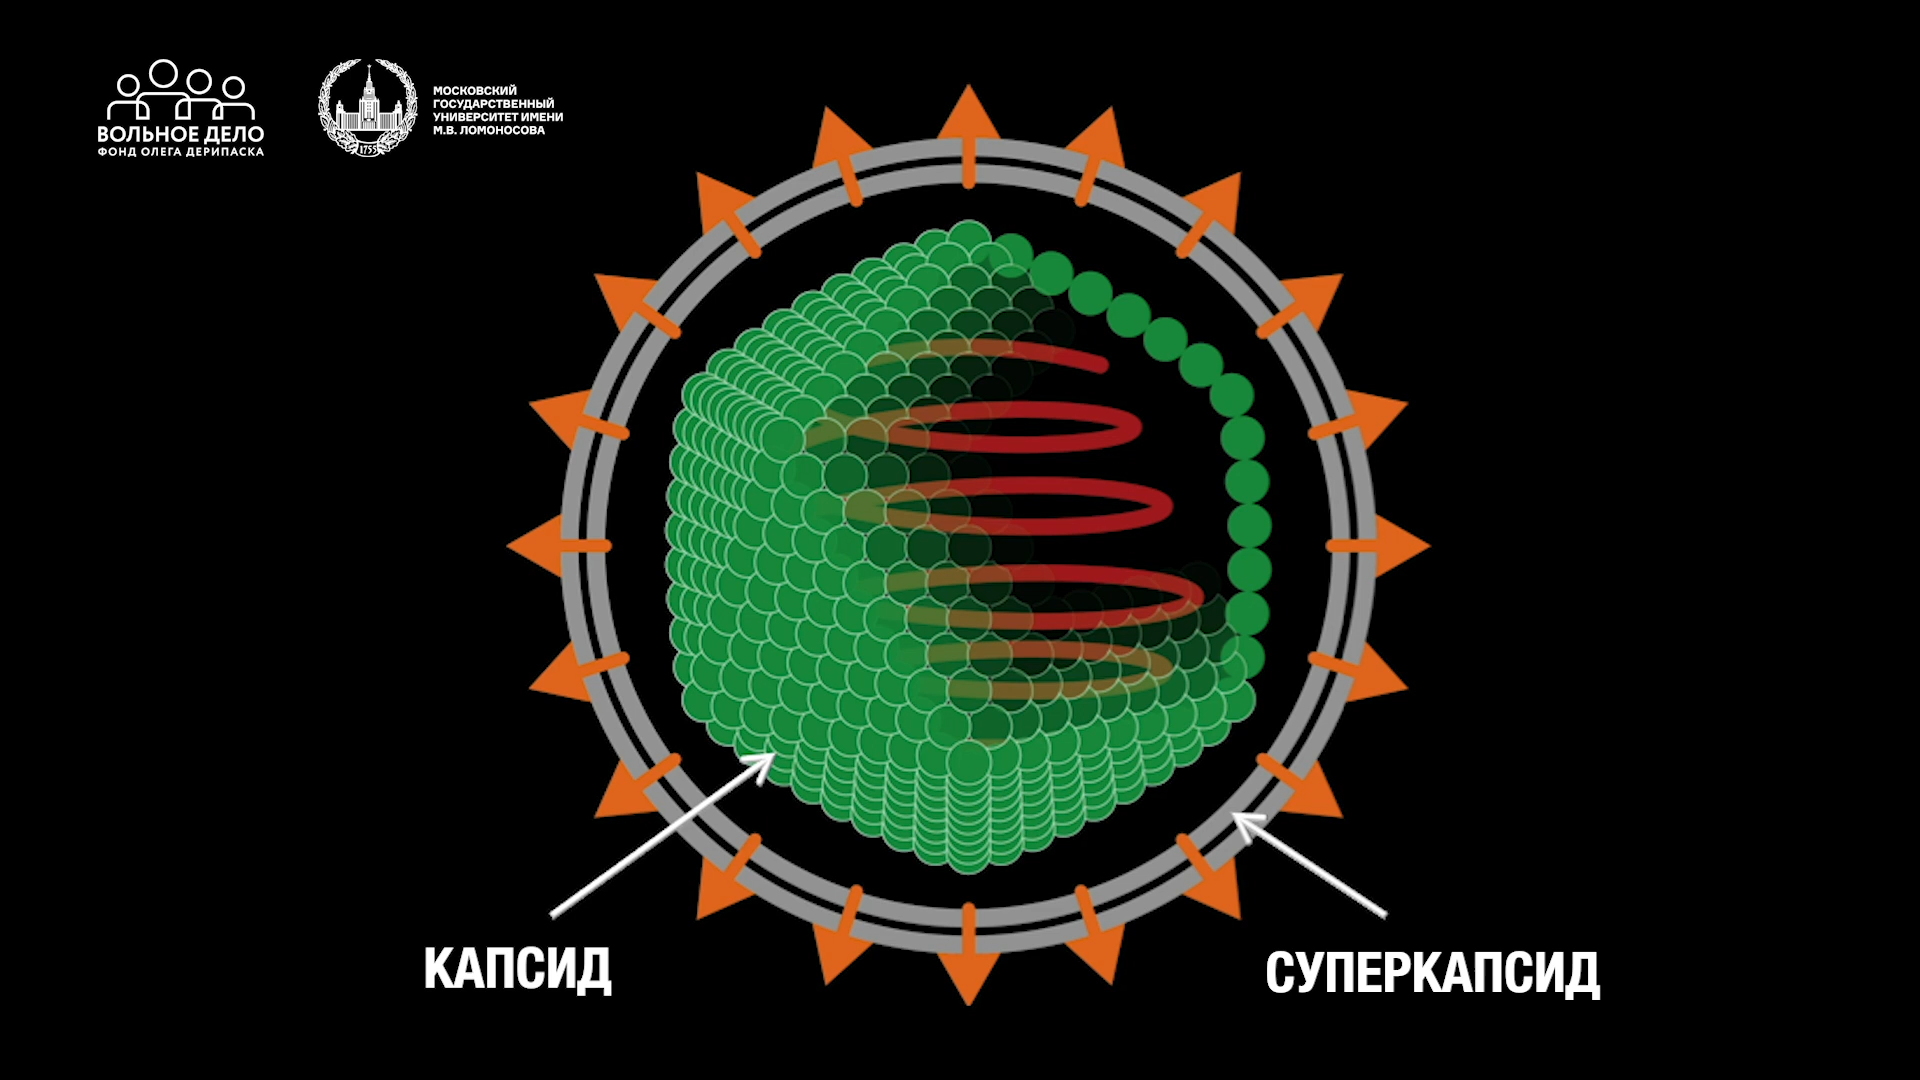 ВОЛЬНОЕ ДЕЛО
ФОНД ОЛЕГА ДЕРИПАСКА
1755
МОСКОВСКИЙ
ГОСУДАРСТВЕННЫЙ
УНИВЕРСИТЕТ ИМЕНИ
М.В. ЛОМОНОСОВА
КАПСИД
СУПЕРКАПСИД